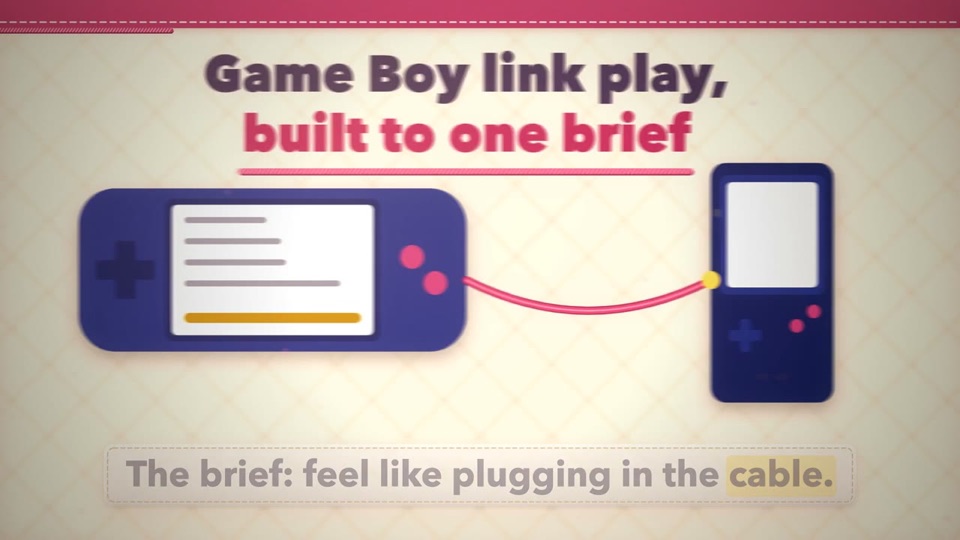 Game Boy link play,
built to one brief
The brief: feel like plugging in the cable.